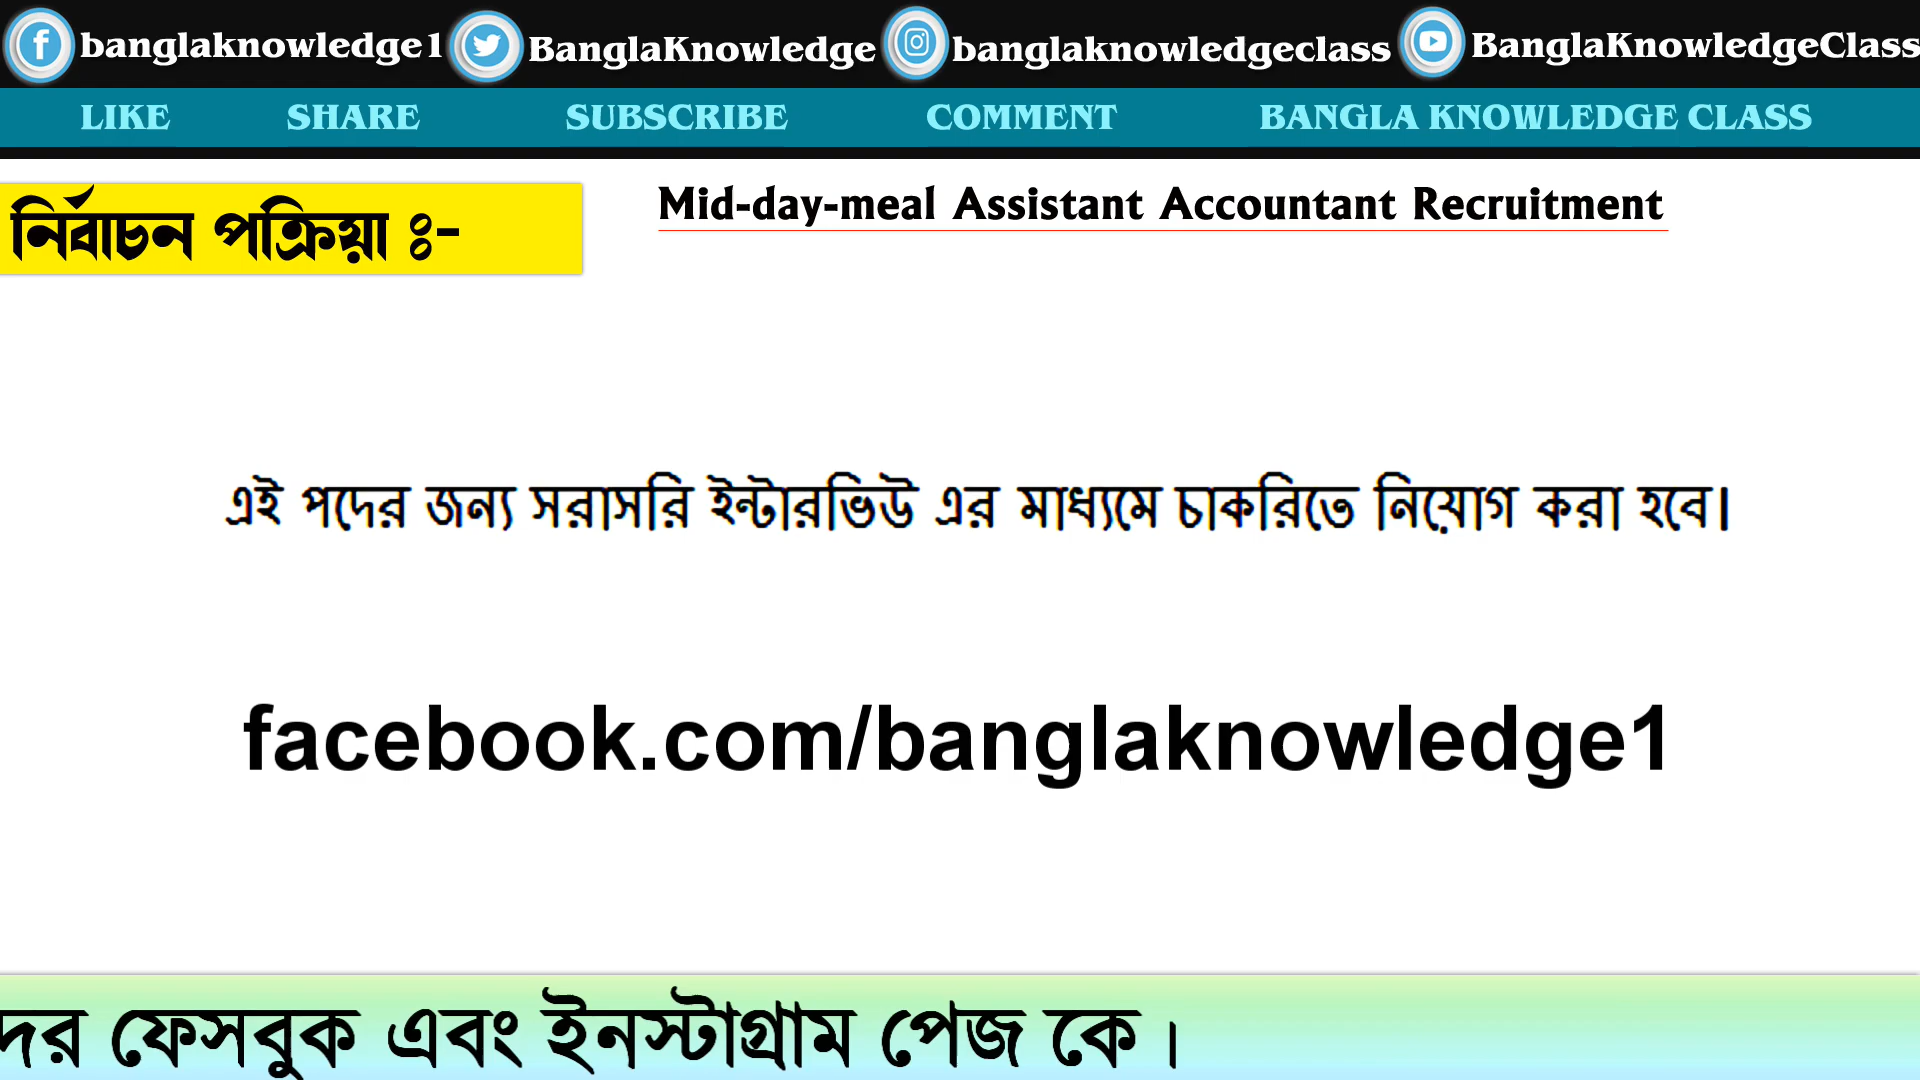 banglaknowledge1 BanglaKnowledge banglaknowledgeclass BanglaKnowledgeClass
LIKE SHARE SUBSCRIBE COMMENT BANGLA KNOWLEDGE CLASS
নির্বাচন পক্রিয়া ঃ-
Mid-day-meal Assistant Accountant Recruitment
এই পদের জন্য সরাসরি ইন্টারভিউ এর মাধ্যমে চাকরিতে নিয়োগ করা হবে।
facebook.com/banglaknowledge1
দের ফেসবুক এবং ইনস্টাগ্রাম পেজ কে।